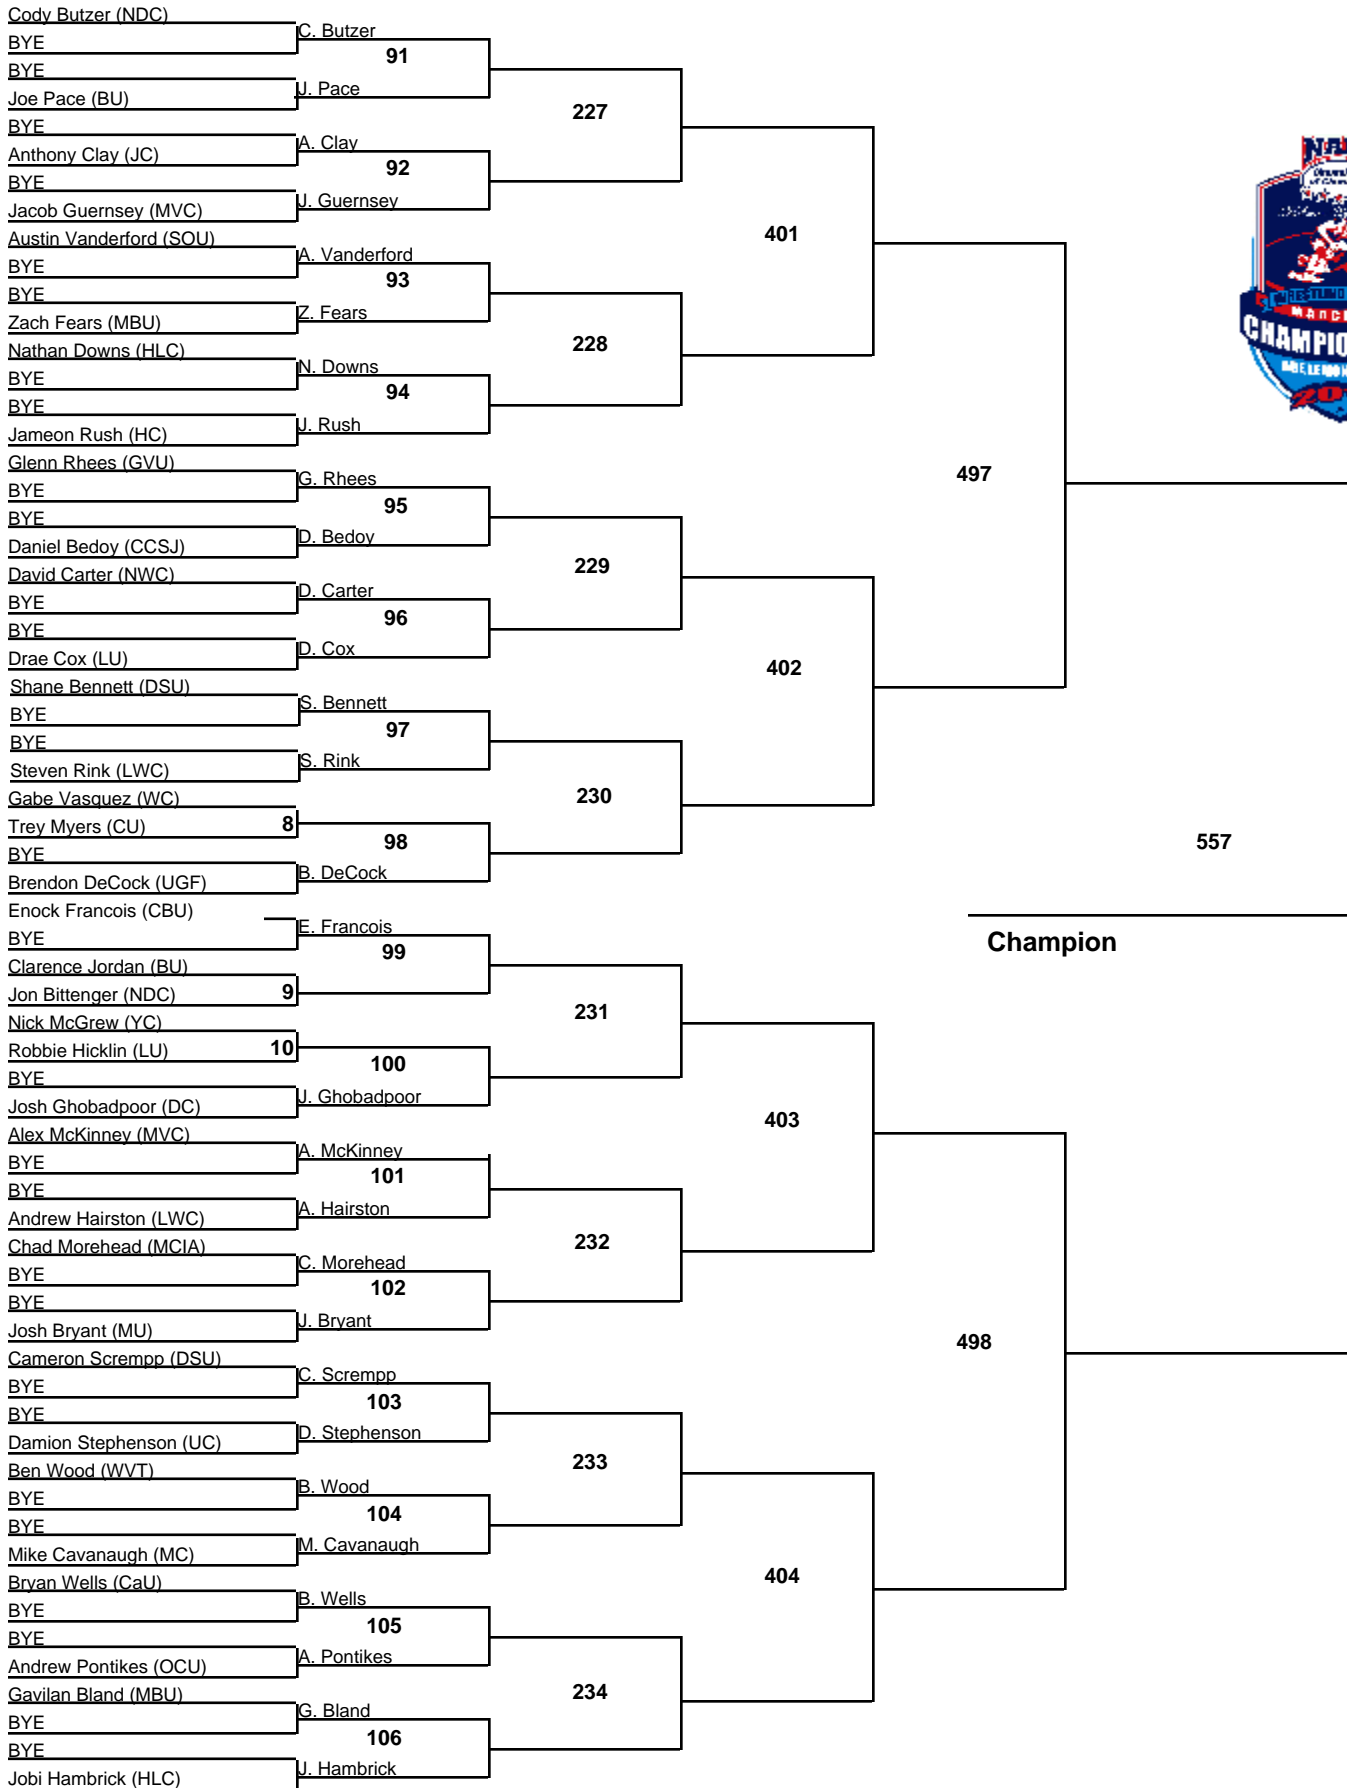 Cody Butzer (NDC)
BYE
BYE
Joe Pace (BU)
BYE
Anthony Clay (JC)
BYE
Jacob Guernsey (MVC)
Austin Vanderford (SOU)
BYE
BYE
Zach Fears (MBU)
Nathan Downs (HLC)
BYE
BYE
Jameon Rush (HC)
Glenn Rhees (GVU)
BYE
BYE
Daniel Bedoy (CCSJ)
David Carter (NWC)
BYE
BYE
Drae Cox (LU)
Shane Bennett (DSU)
BYE
BYE
Steven Rink (LWC)
Gabe Vasquez (WC)
Trey Myers (CU) 8
BYE
Brendon DeCock (UGF)
Enock Francois (CBU)
BYE
Clarence Jordan (BU)
Jon Bittenger (NDC) 9
Nick McGrew (YC)
Robbie Hicklin (LU) 10
BYE
Josh Ghobadpoor (DC)
Alex McKinney (MVC)
BYE
BYE
Andrew Hairston (LWC)
Chad Morehead (MCIA)
BYE
BYE
Josh Bryant (MU)
Cameron Scrempp (DSU)
BYE
BYE
Damion Stephenson (UC)
Ben Wood (WVT)
BYE
BYE
Mike Cavanaugh (MC)
Bryan Wells (CaU)
BYE
BYE
Andrew Pontikes (OCU)
Gavilan Bland (MBU)
BYE
BYE
Jobi Hambrick (HLC)
C. Butzer
91
J. Pace
A. Clay
92
J. Guernsey
A. Vanderford
93
Z. Fears
N. Downs
94
J. Rush
G. Rhees
95
D. Bedoy
D. Carter
96
D. Cox
S. Bennett
97
S. Rink
98
B. DeCock
E. Francois
99
100
J. Ghobadpoor
A. McKinney
101
A. Hairston
C. Morehead
102
J. Bryant
C. Scrempp
103
D. Stephenson
B. Wood
104
M. Cavanaugh
B. Wells
105
A. Pontikes
G. Bland
106
J. Hambrick
227
228
229
230
231
232
233
234
401
402
403
404
497
498
557
Champion